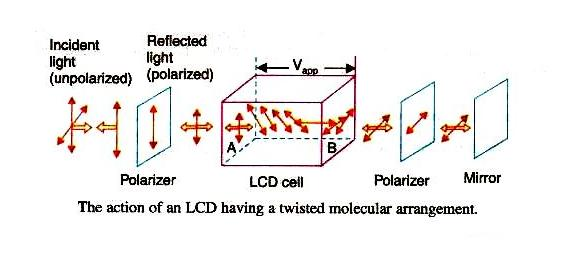 Incident
light
(unpolarized)
Reflected
light
(polarized)
Vapp
A
B
Polarizer
LCD cell
Polarizer
Mirror
The action of an LCD having a twisted molecular arrangement.